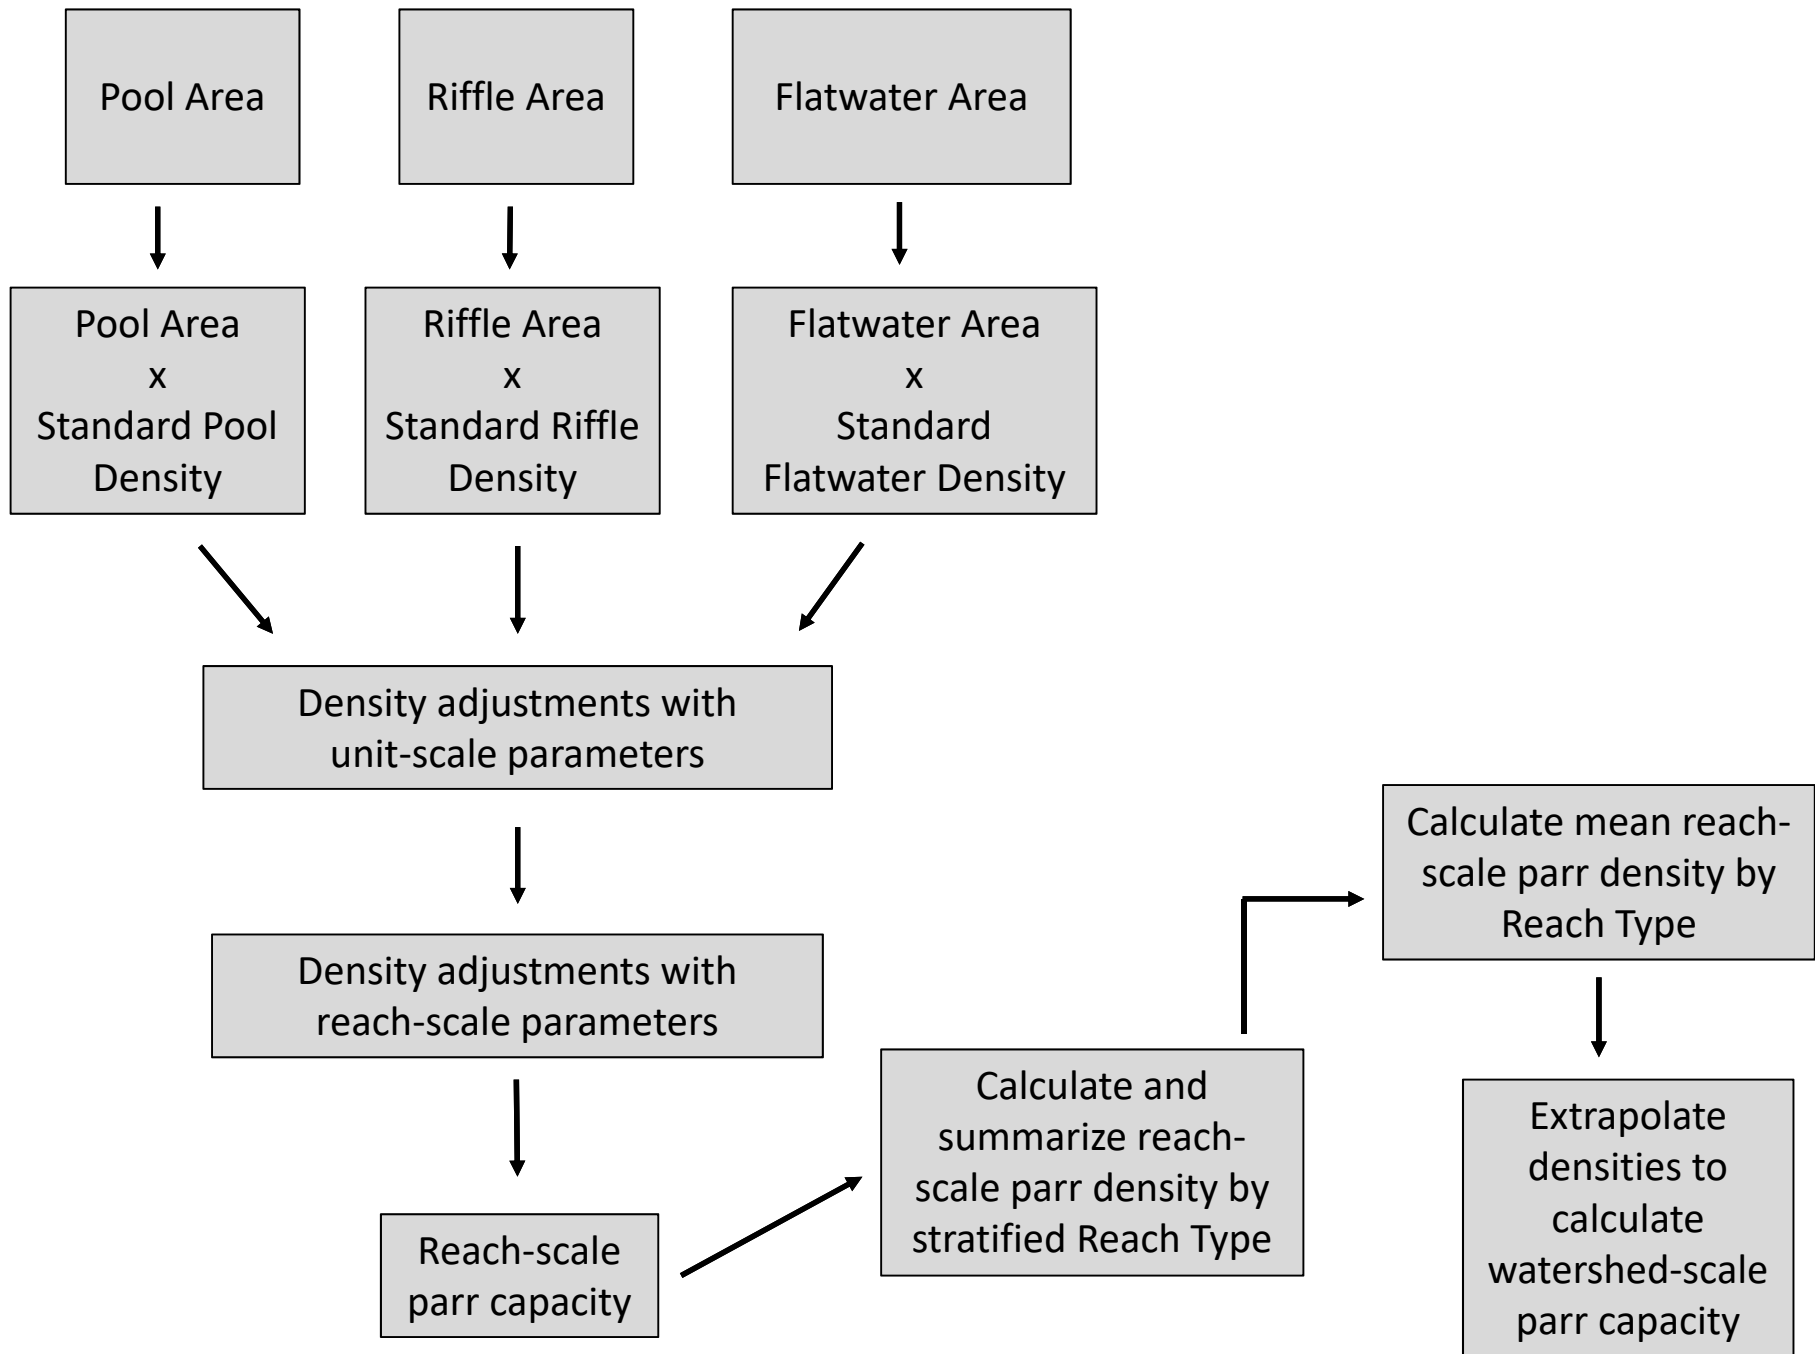 Pool Area
Riffle Area
Flatwater Area
Pool Area
x
Standard Pool
Density
Riffle Area
x
Standard Riffle
Density
Flatwater Area
x
Standard
Flatwater Density
Density adjustments with
unit-scale parameters
Density adjustments with
reach-scale parameters
Reach-scale
parr capacity
Calculate and
summarize reach-
scale parr density by
stratified Reach Type
Calculate mean reach-
scale parr density by
Reach Type
Extrapolate
densities to
calculate
watershed-scale
parr capacity